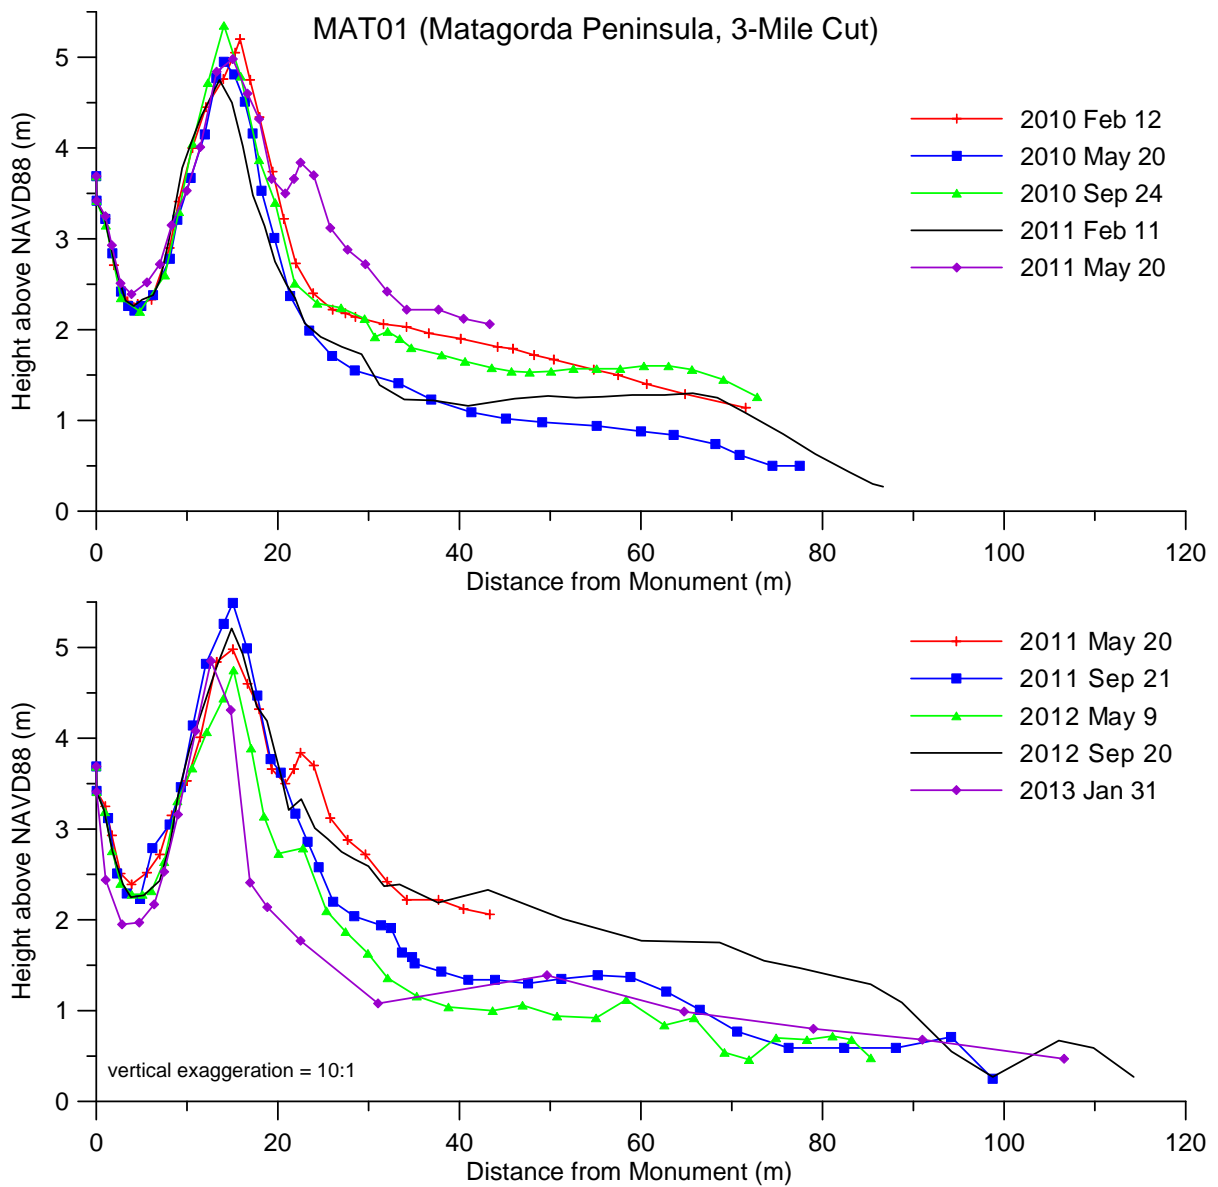 MAT01 (Matagorda Peninsula, 3-Mile Cut)
Height above NAVD88 (m)
5
4
3
2
1
0
2010 Feb 12
2010 May 20
2010 Sep 24
2011 Feb 11
2011 May 20
0 20 40 60 80 100 120
Distance from Monument (m)
Height above NAVD88 (m)
5
4
3
2
1
0
2011 May 20
2011 Sep 21
2012 May 9
2012 Sep 20
2013 Jan 31
vertical exaggeration = 10:1
0 20 40 60 80 100 120
Distance from Monument (m)